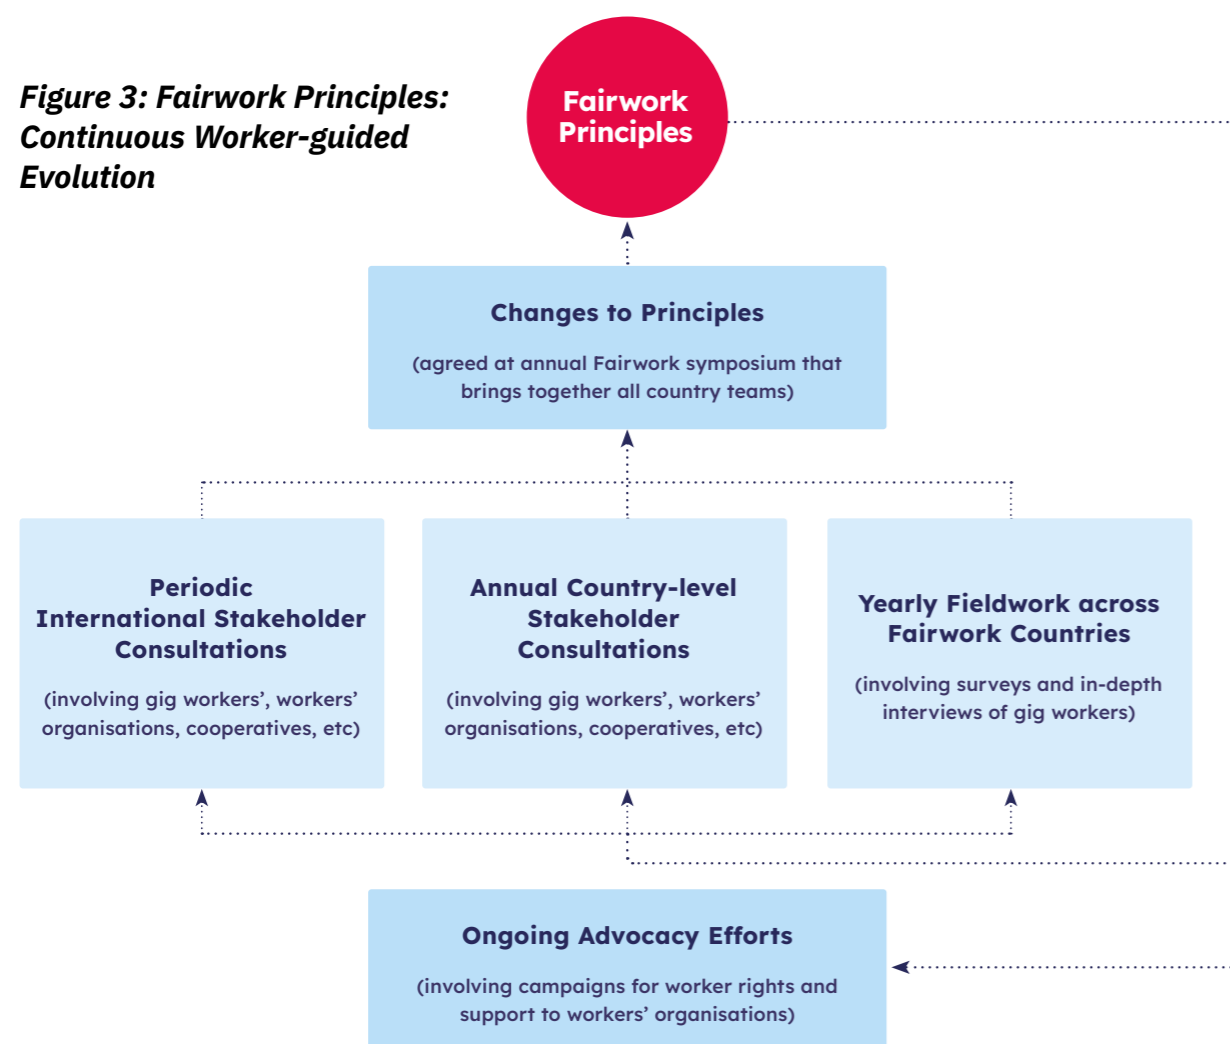 Figure 3: Fairwork Principles:
Continuous Worker-guided
Evolution
Fairwork
Principles
Changes to Principles
(agreed at annual Fairwork symposium that
brings together all country teams)
Periodic
International Stakeholder
Consultations
(involving gig workers’, workers’
organisations, cooperatives, etc)
Annual Country-level
Stakeholder
Consultations
(involving gig workers’, workers’
organisations, cooperatives, etc)
Yearly Fieldwork across
Fairwork Countries
(involving surveys and in-depth
interviews of gig workers)
Ongoing Advocacy Efforts
(involving campaigns for worker rights and
support to workers’ organisations)